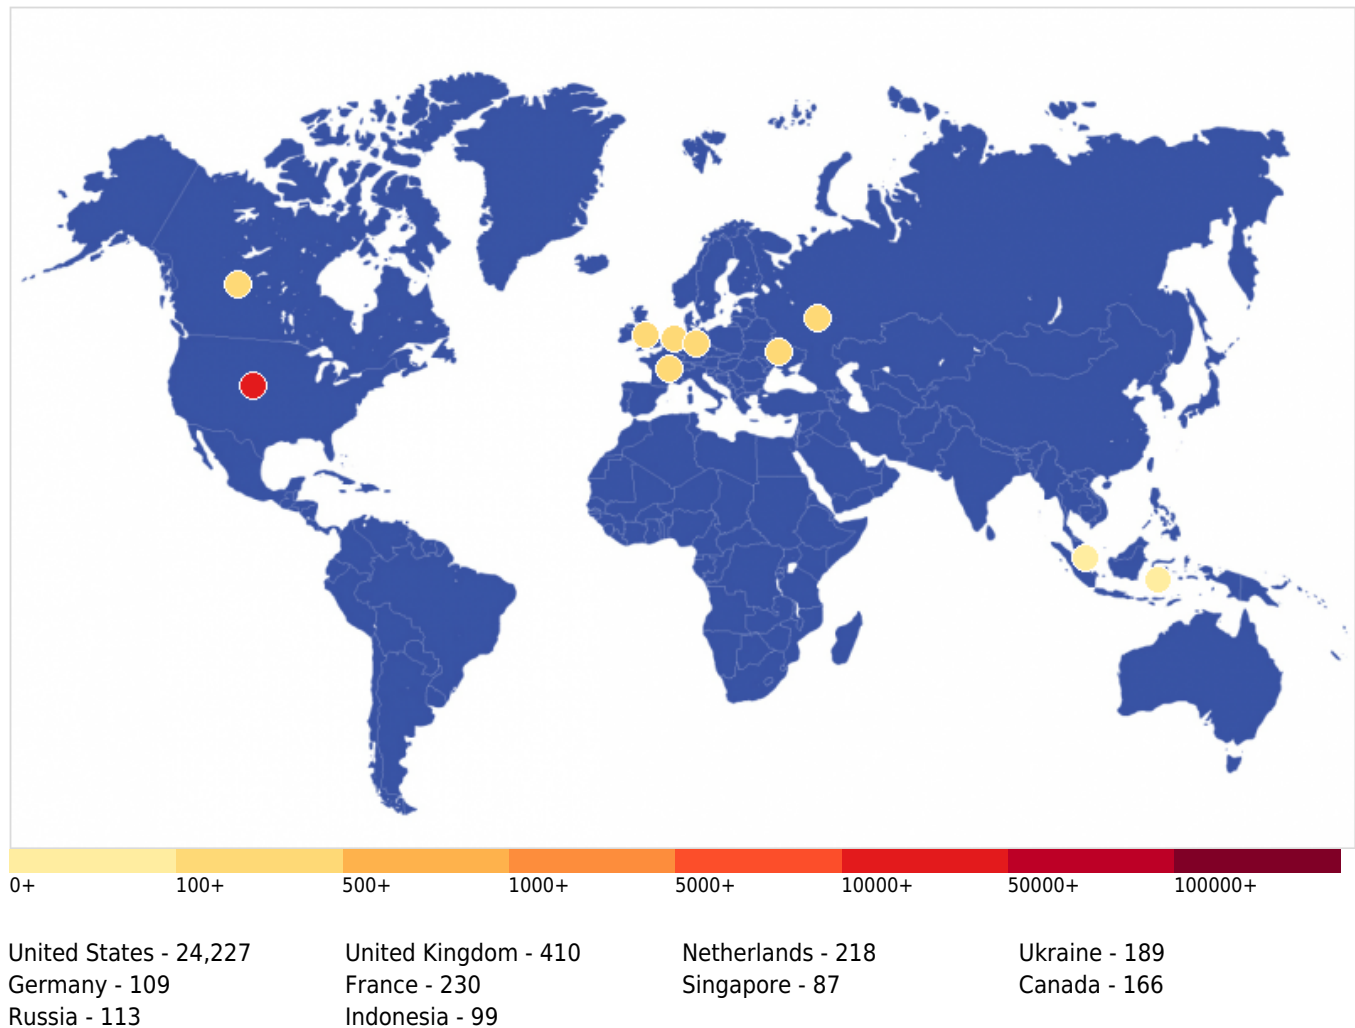 0+ 100+ 500+ 1000+ 5000+ 10000+ 50000+ 100000+
United States - 24,227 United Kingdom - 410 Netherlands - 218 Ukraine - 189
Germany - 109 France - 230 Singapore - 87 Canada - 166
Russia - 113 Indonesia - 99